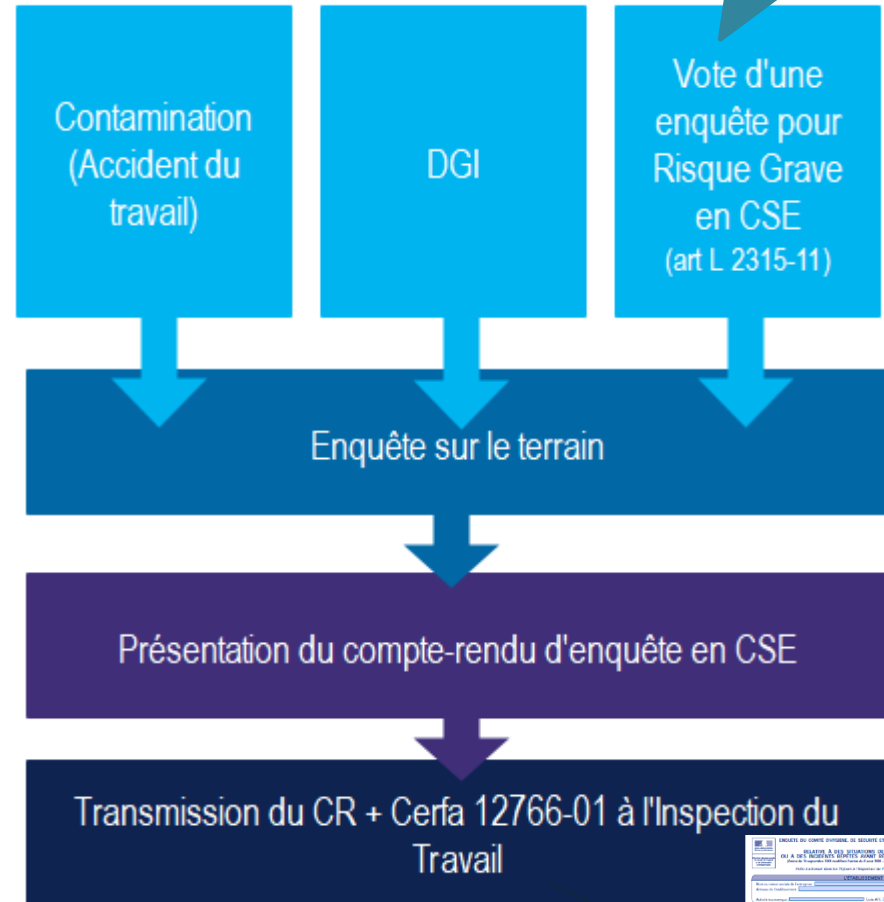 Contamination
(Accident du
travail)
DGI
Vote d'une
enquête pour
Risque Grave
en CSE
(art L 2315-11)
Enquête sur le terrain
Présentation du compte-rendu d'enquête en CSE
Transmission du CR + Cerfa 12766-01 à l'Inspection du
Travail